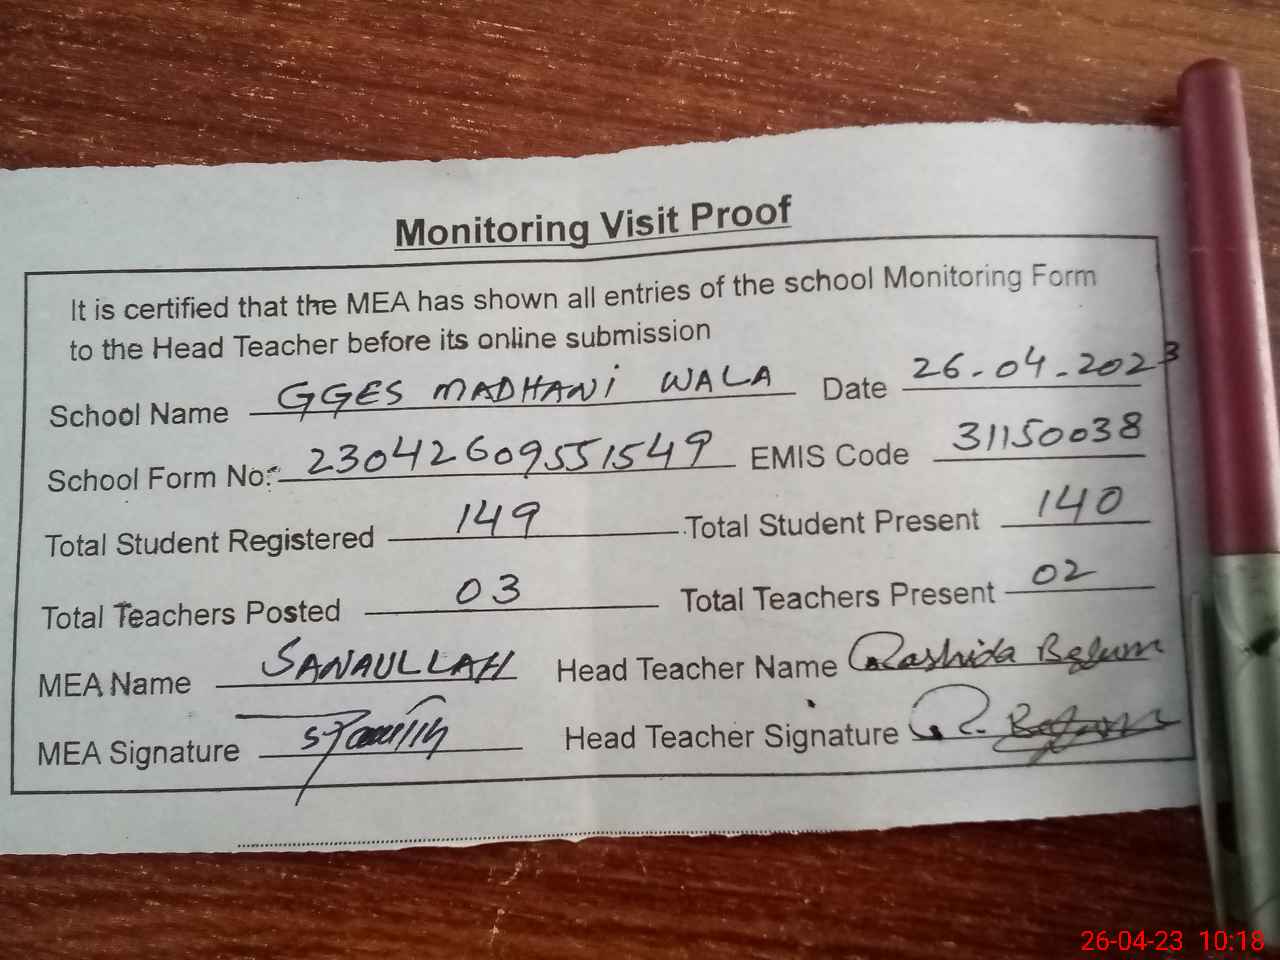 Monitoring Visit Proof
It is certified that the MEA has shown all entries of the school Monitoring Form
to the Head Teacher before its online submission
School Name GGES MADHANI WALA Date 26.04.2023
School Form No: 23042609551549 EMIS Code 31150038
Total Student Registered 149 Total Student Present 140
Total Teachers Posted 03 Total Teachers Present 02
MEA Name SANAULLAH Head Teacher Name Rashida Begum
MEA Signature Head Teacher Signature R. Begum
26-04-23 10:18